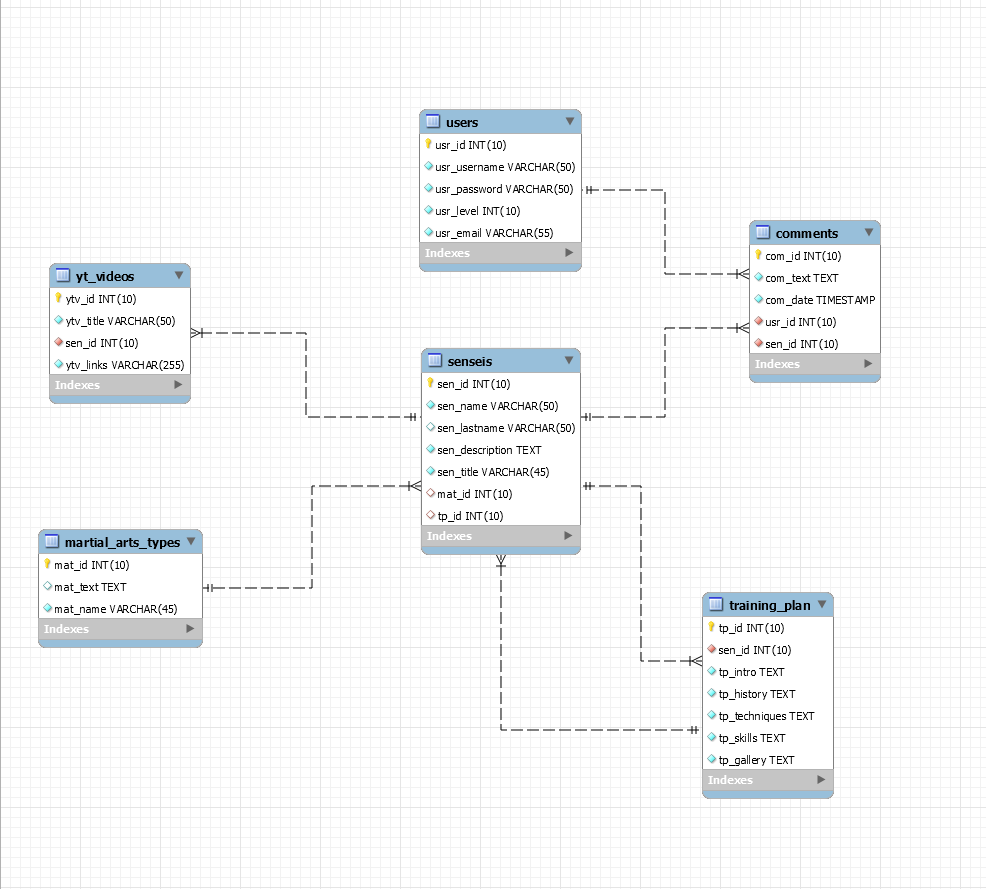 users
usr_id INT(10)
usr_username VARCHAR(50)
usr_password VARCHAR(50)
usr_level INT(10)
usr_email VARCHAR(55)
Indexes
comments
com_id INT(10)
com_text TEXT
com_date TIMESTAMP
usr_id INT(10)
sen_id INT(10)
Indexes
yt_videos
ytv_id INT(10)
ytv_title VARCHAR(50)
sen_id INT(10)
ytv_links VARCHAR(255)
Indexes
senseis
sen_id INT(10)
sen_name VARCHAR(50)
sen_lastname VARCHAR(50)
sen_description TEXT
sen_title VARCHAR(45)
mat_id INT(10)
tp_id INT(10)
Indexes
martial_arts_types
mat_id INT(10)
mat_text TEXT
mat_name VARCHAR(45)
Indexes
training_plan
tp_id INT(10)
sen_id INT(10)
tp_intro TEXT
tp_history TEXT
tp_techniques TEXT
tp_skills TEXT
tp_gallery TEXT
Indexes